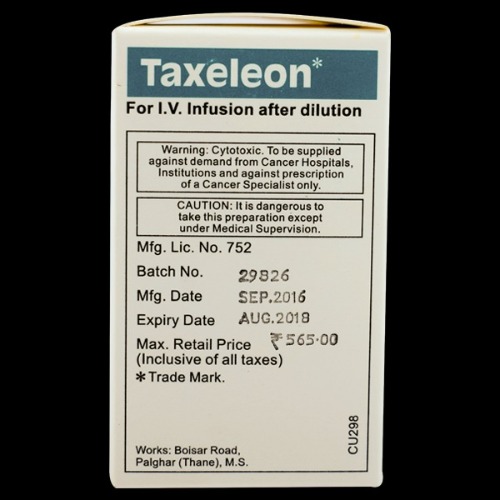 Taxeleon*
For I.V. Infusion after dilution
Warning: Cytotoxic. To be supplied
against demand from Cancer Hospitals,
Institutions and against prescription
of a Cancer Specialist only.
CAUTION: It is dangerous to
take this preparation except
under Medical Supervision.
Mfg. Lic. No. 752
Batch No. 29826
Mfg. Date SEP.2016
Expiry Date AUG.2018
Max. Retail Price ₹565.00
(Inclusive of all taxes)
* Trade Mark.
Works: Boisar Road,
Palghar (Thane), M.S.
CU298